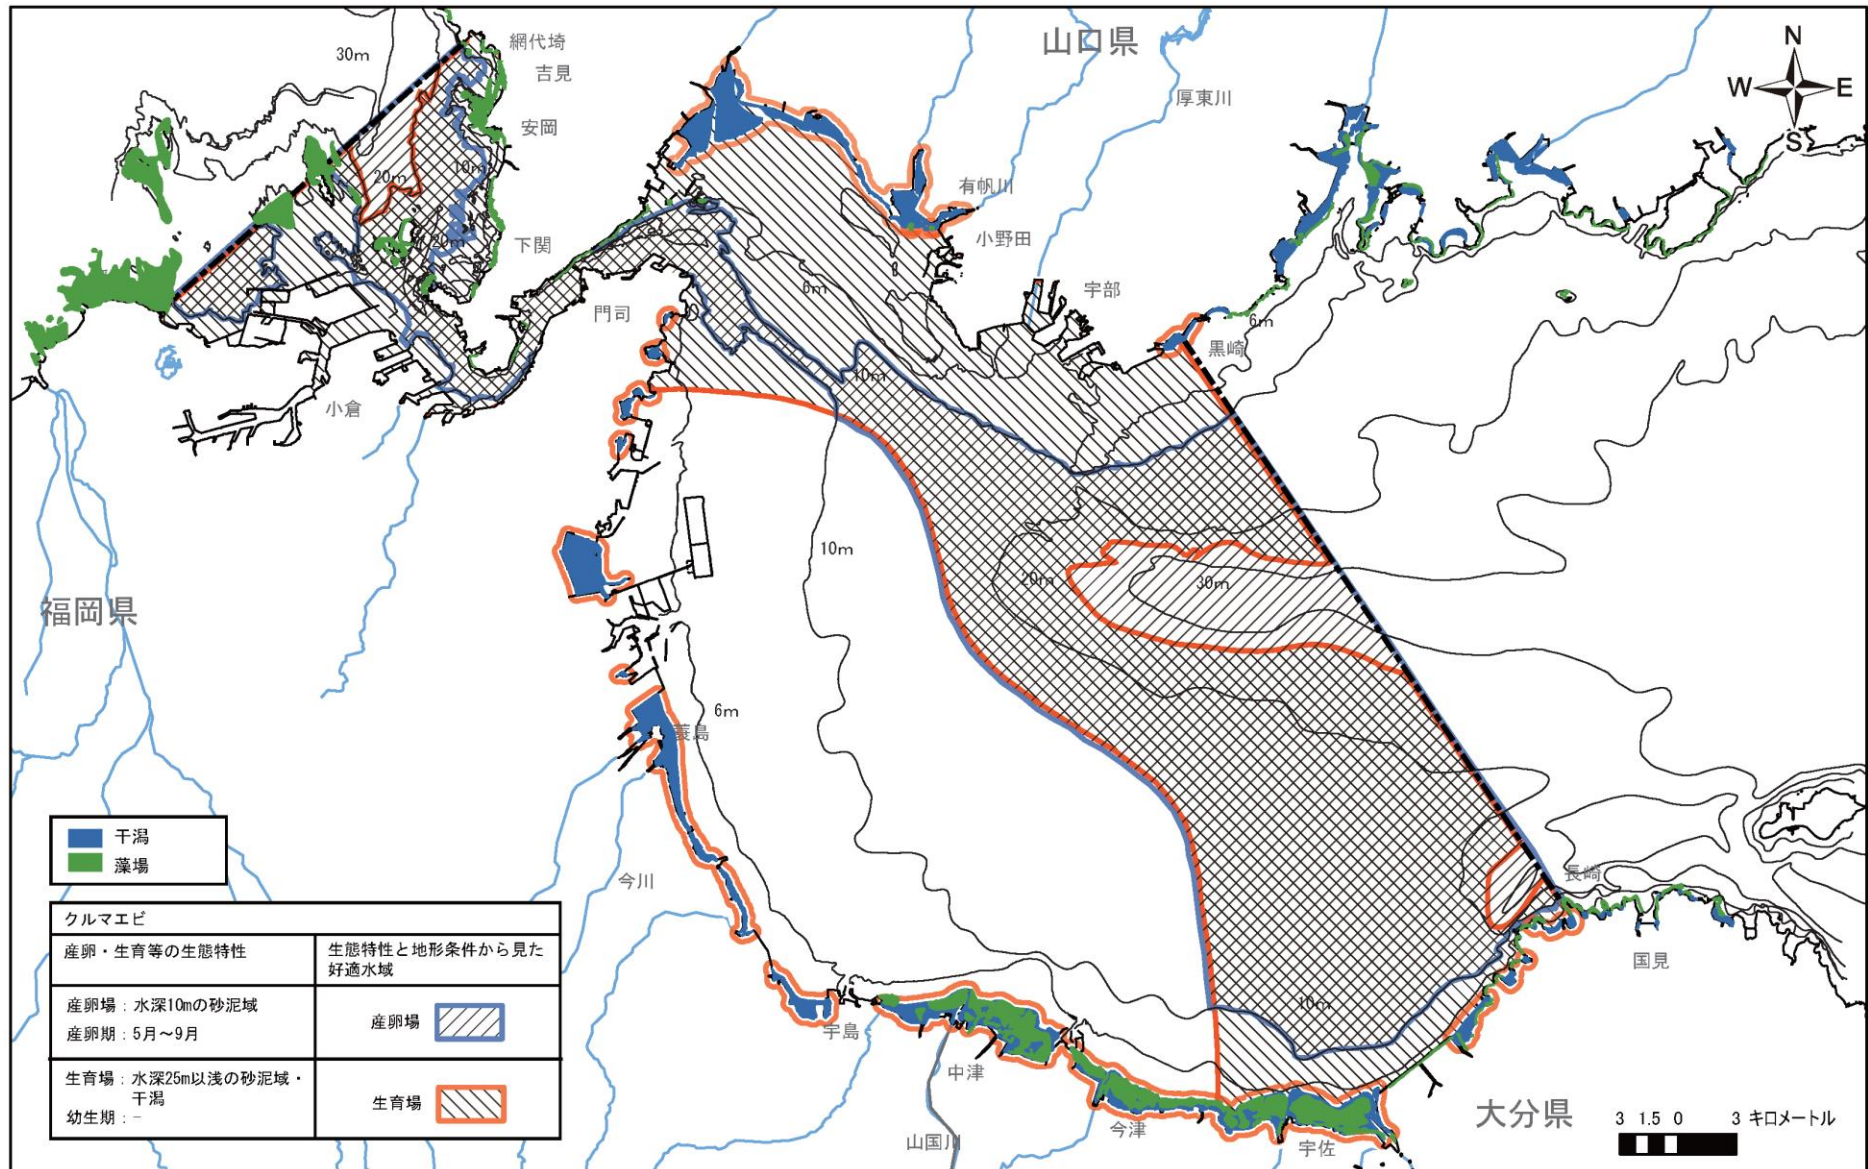 網代埼
吉見
安岡
下関
30m
20m
10m
20m
山口県
厚東川
有帆川
小野田
宇部
黒崎
6m
6m
10m
門司
小倉
N
W
E
S
福岡県
10m
20m
30m
6m
蓑島
今川
長崎
国見
10m
宇島
中津
山国川
今津
宇佐
大分県
3 1.5 0 3 キロメートル
干潟
藻場
クルマエビ
産卵・生育等の生態特性
生態特性と地形条件から見た
好適水域
産卵場：水深10mの砂泥域
産卵期：5月～9月
産卵場
生育場：水深25m以浅の砂泥域・
干潟
幼生期：-
生育場